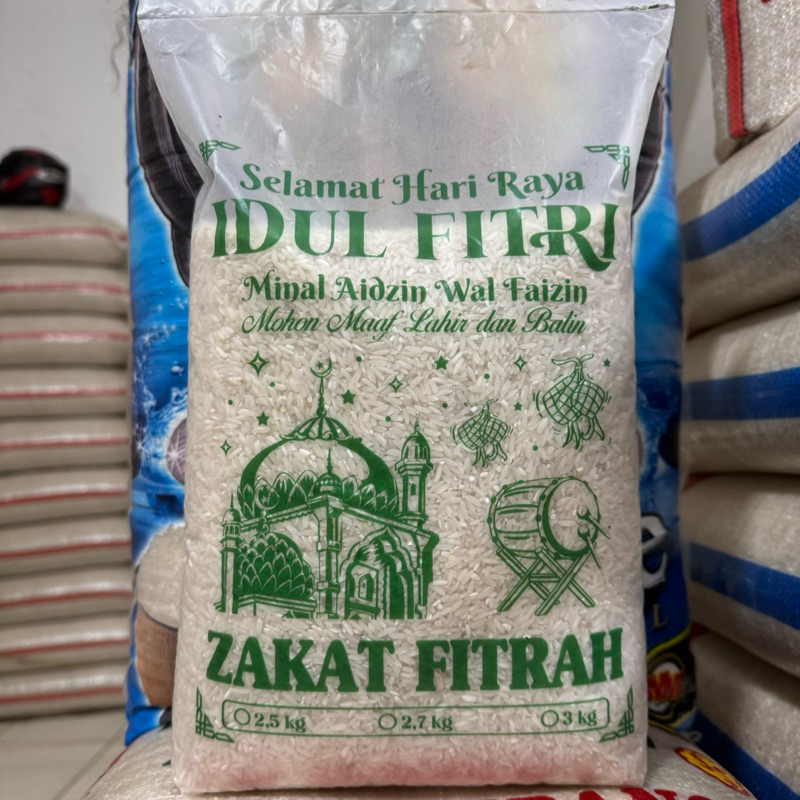 Selamat Hari Raya
IDUL FITRI
Minal Aidzin Wal Faizin
Mohon Maaf Lahir dan Batin
ZAKAT FITRAH
2,5 kg 2,7 kg 3 kg